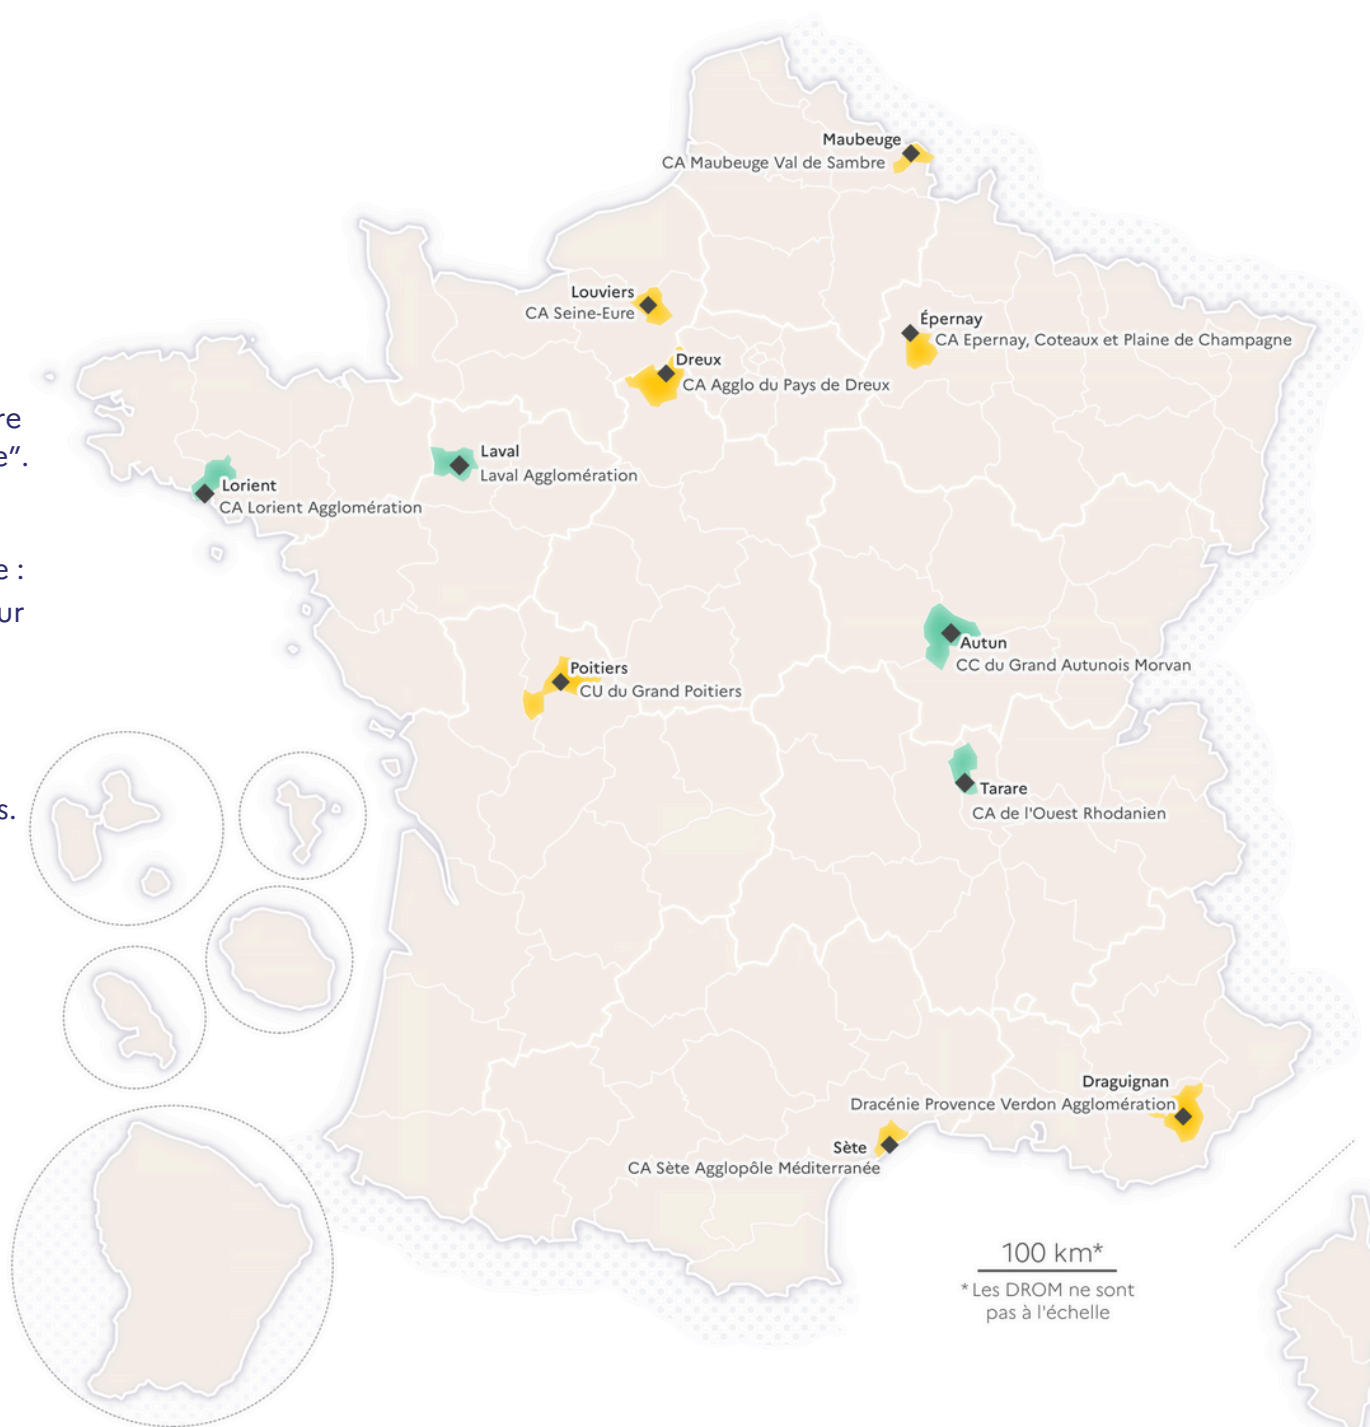 Maubeuge
CA Maubeuge Val de Sambre
Louviers
CA Seine-Eure
Épernay
CA Epernay, Coteaux et Plaine de Champagne
Dreux
CA Agglo du Pays de Dreux
re
e".
Laval
Laval Agglomération
Lorient
CA Lorient Agglomération
e :
ur
Autun
CC du Grand Autunois Morvan
Poitiers
CU du Grand Poitiers
s.
Tarare
CA de l'Ouest Rhodanien
Draguignan
Dracénie Provence Verdon Agglomération
Sète
CA Sète Agglopôle Méditerranée
100 km*
* Les DROM ne sont
pas à l'échelle